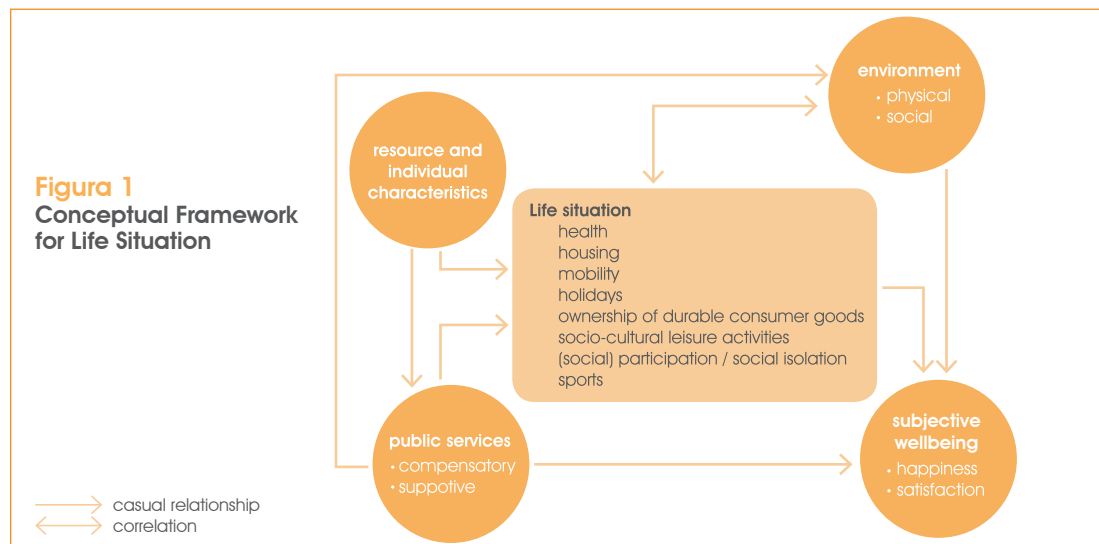 Figura 1
Conceptual Framework
for Life Situation
resource and
individual
characteristics
environment
• physical
• social
Life situation
health
housing
mobility
holidays
ownership of durable consumer goods
socio-cultural leisure activities
(social) participation / social isolation
sports
public services
• compensatory
• suppotive
subjective
wellbeing
• happiness
• satisfaction
casual relationship
correlation